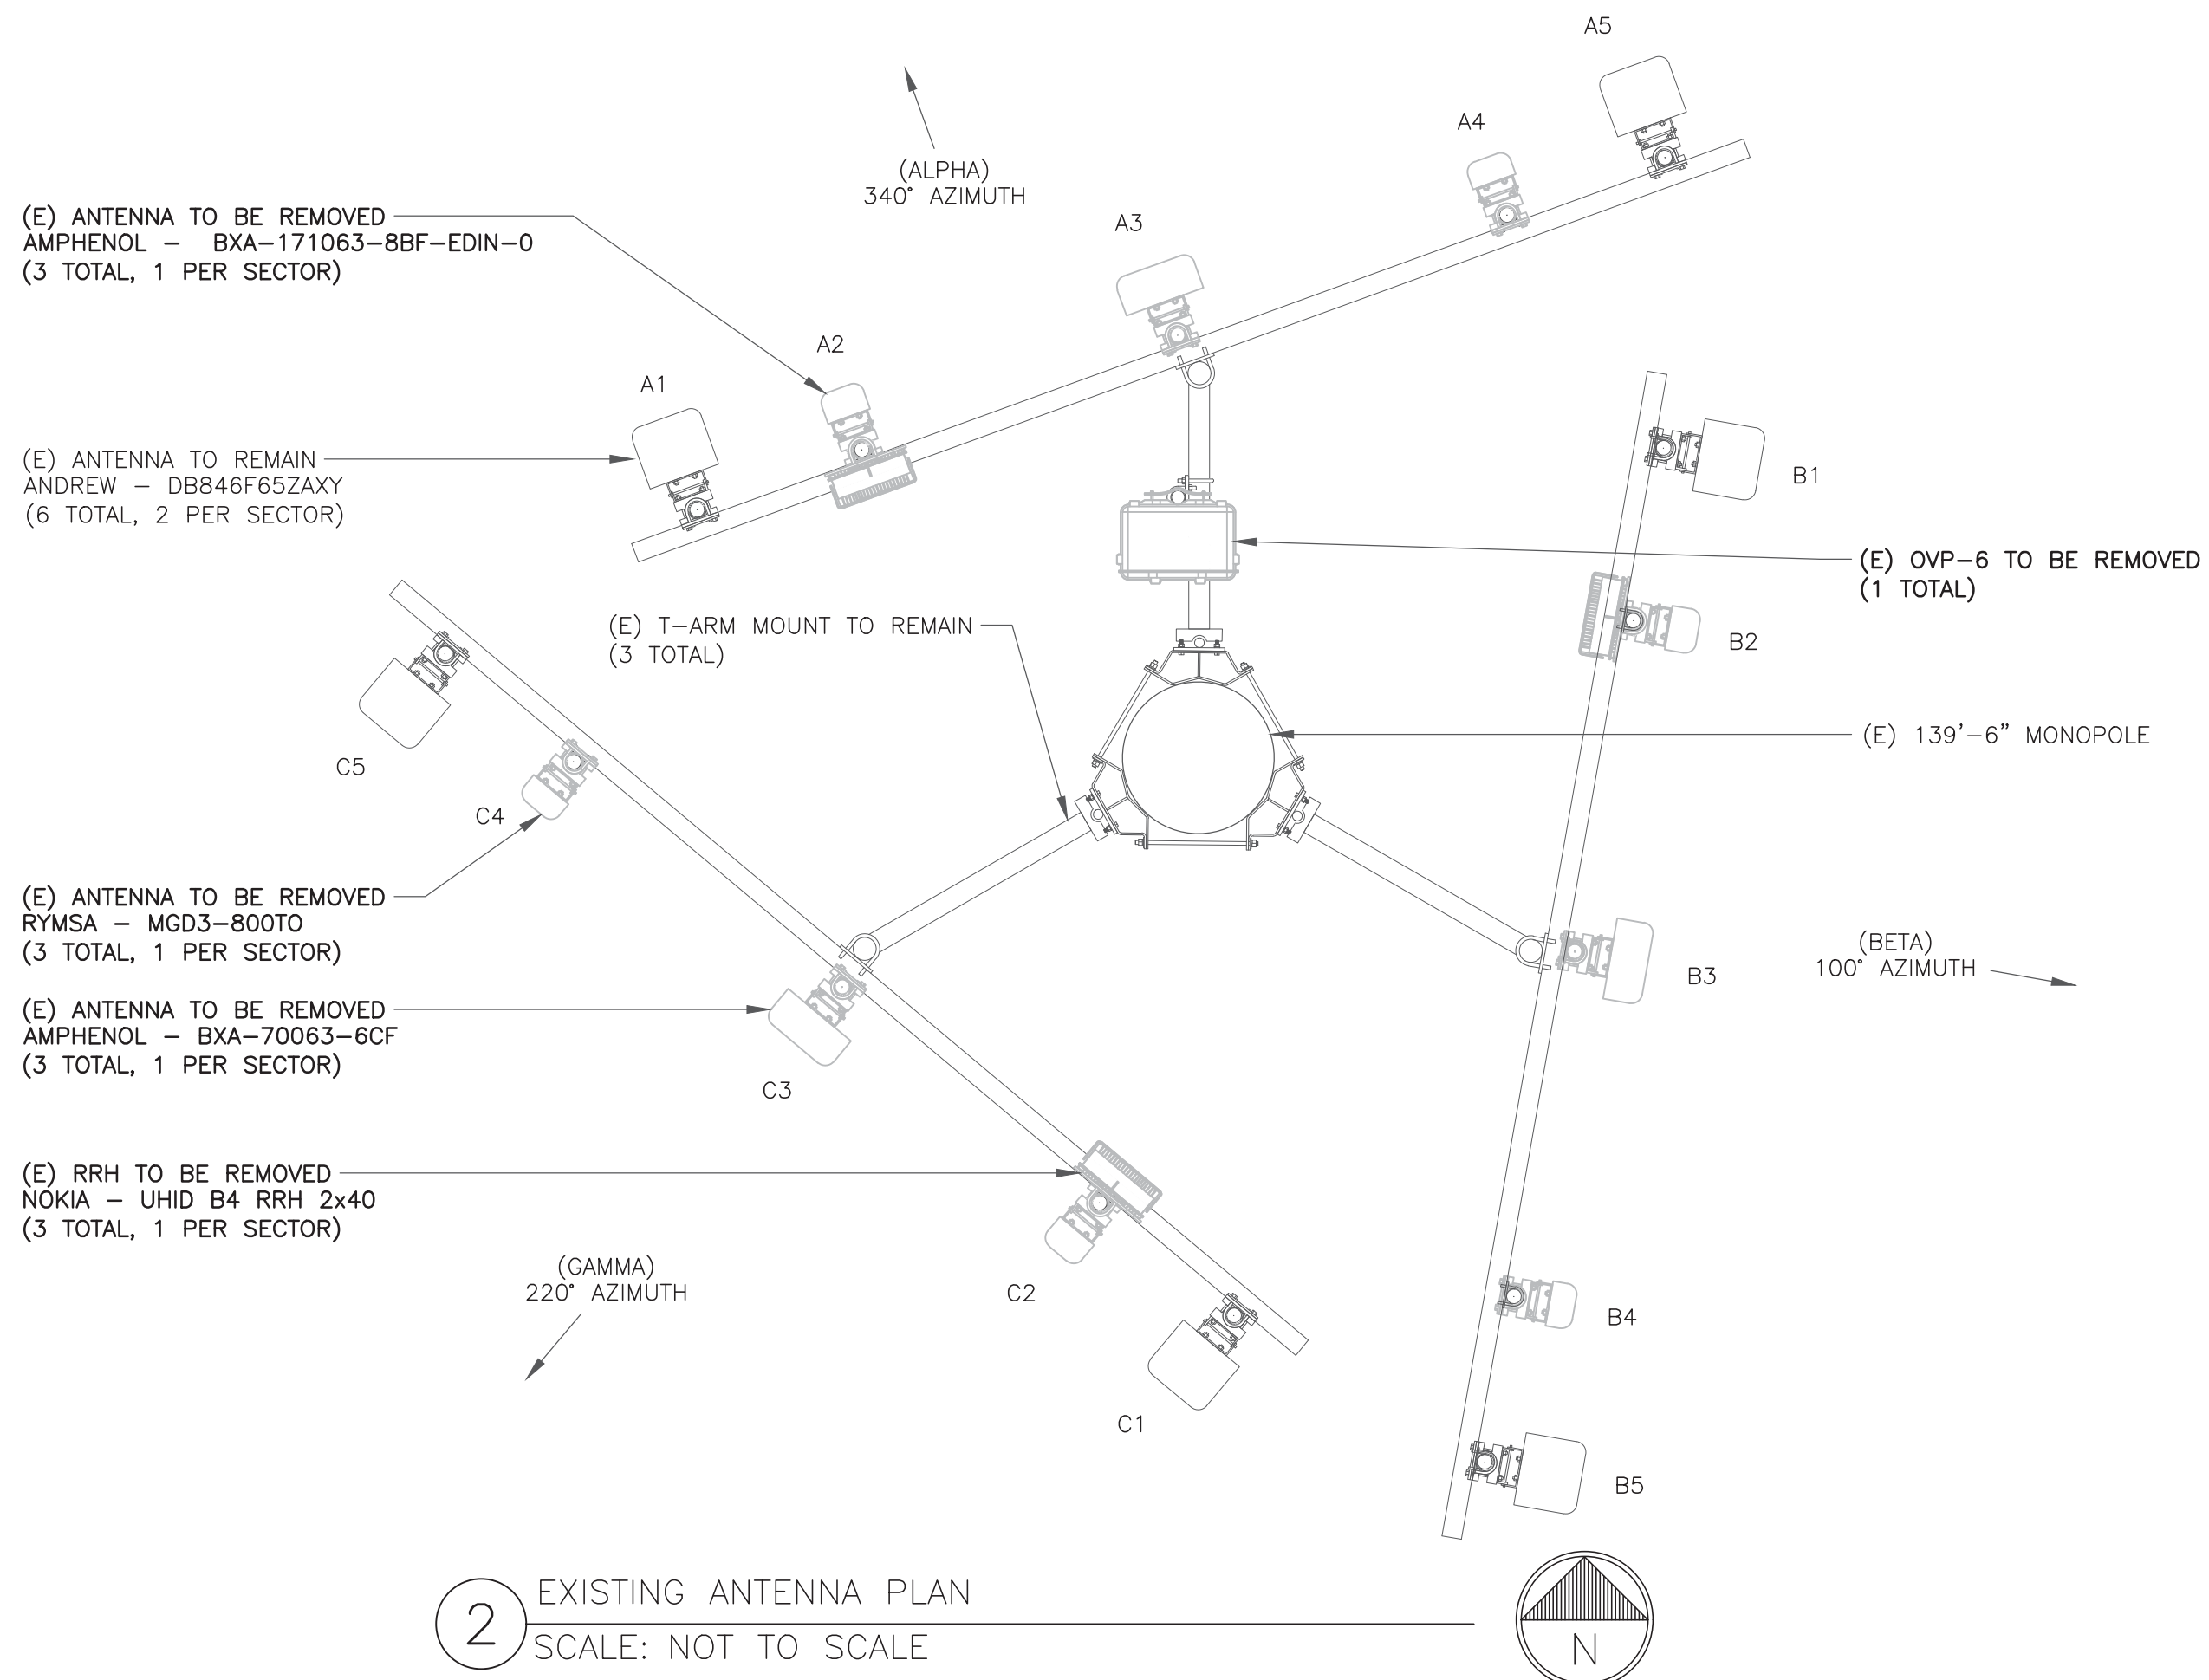 A5
A4
(ALPHA)
340° AZIMUTH
A3
(E) ANTENNA TO BE REMOVED
AMPHENOL - BXA-171063-8BF-EDIN-0
(3 TOTAL, 1 PER SECTOR)
A2
A1
(E) ANTENNA TO REMAIN
ANDREW - DB846F65ZAXY
(6 TOTAL, 2 PER SECTOR)
B1
(E) OVP-6 TO BE REMOVED
(1 TOTAL)
(E) T-ARM MOUNT TO REMAIN
(3 TOTAL)
B2
(E) 139'-6" MONOPOLE
C5
C4
(E) ANTENNA TO BE REMOVED
RYMSA - MGD3-800TO
(3 TOTAL, 1 PER SECTOR)
(BETA)
100° AZIMUTH
B3
(E) ANTENNA TO BE REMOVED
AMPHENOL - BXA-70063-6CF
(3 TOTAL, 1 PER SECTOR)
C3
(E) RRH TO BE REMOVED
NOKIA - UHID B4 RRH 2x40
(3 TOTAL, 1 PER SECTOR)
(GAMMA)
220° AZIMUTH
C2
B4
C1
B5
2
EXISTING ANTENNA PLAN
SCALE: NOT TO SCALE
N